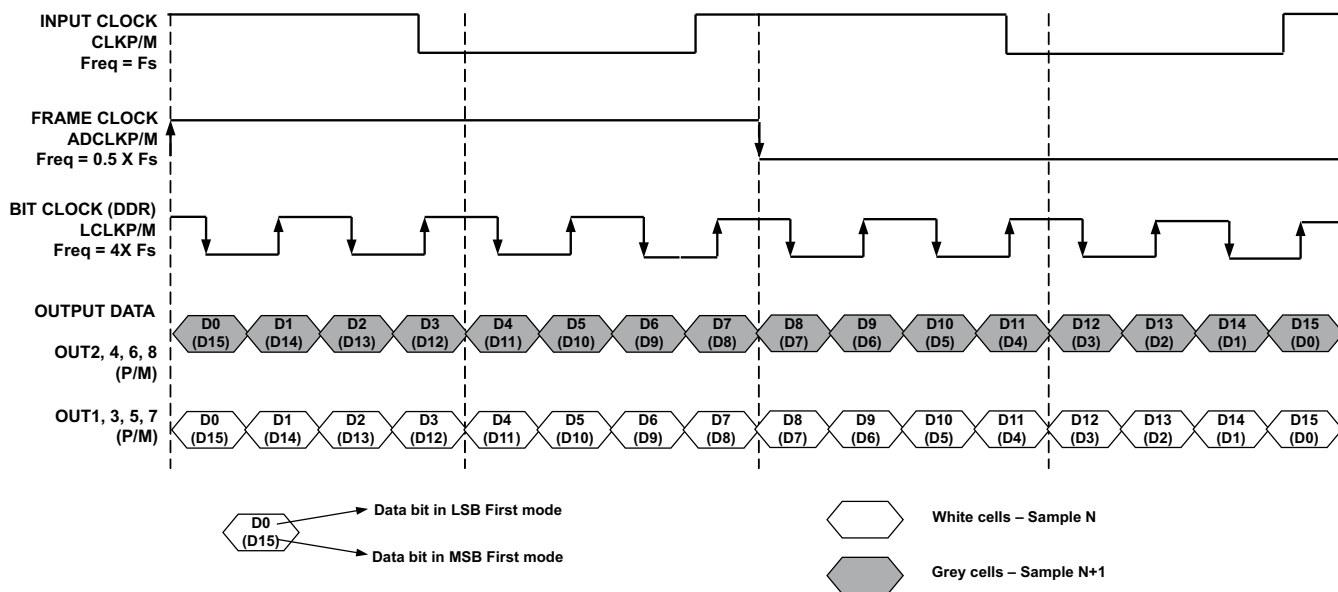 INPUT CLOCK
CLKP/M
Freq = Fs
FRAME CLOCK
ADCLKP/M
Freq = 0.5 X Fs
BIT CLOCK (DDR)
LCLKP/M
Freq = 4X Fs
OUTPUT DATA
D0 D1 D2 D3 D4 D5 D6 D7 D8 D9 D10 D11 D12 D13 D14 D15
(D15) (D14) (D13) (D12) (D11) (D10) (D9) (D8) (D7) (D6) (D5) (D4) (D3) (D2) (D1) (D0)
OUT2, 4, 6, 8
(P/M)
OUT1, 3, 5, 7
(P/M)
D0 D1 D2 D3 D4 D5 D6 D7 D8 D9 D10 D11 D12 D13 D14 D15
(D15) (D14) (D13) (D12) (D11) (D10) (D9) (D8) (D7) (D6) (D5) (D4) (D3) (D2) (D1) (D0)
D0
(D15)
Data bit in LSB First mode
Data bit in MSB First mode
White cells – Sample N
Grey cells – Sample N+1